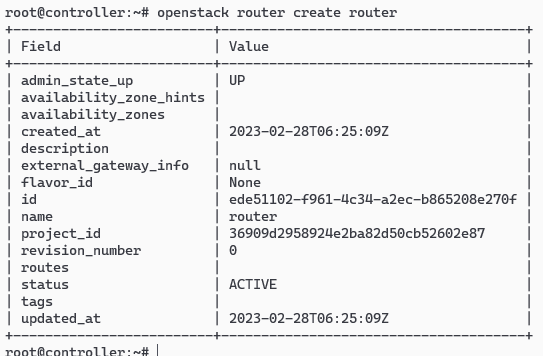 root@controller:~# openstack router create router
+-------------------------+--------------------------------------+
| Field                   | Value                                |
+-------------------------+--------------------------------------+
| admin_state_up          | UP                                   |
| availability_zone_hints |                                      |
| availability_zones      |                                      |
| created_at              | 2023-02-28T06:25:09Z                 |
| description             |                                      |
| external_gateway_info   | null                                 |
| flavor_id               | None                                 |
| id                      | ede51102-f961-4c34-a2ec-b865208e270f |
| name                    | router                               |
| project_id              | 36909d2958924e2ba82d50cb52602e87     |
| revision_number         | 0                                    |
| routes                  |                                      |
| status                  | ACTIVE                               |
| tags                    |                                      |
| updated_at              | 2023-02-28T06:25:09Z                 |
+-------------------------+--------------------------------------+
root@controller:~#